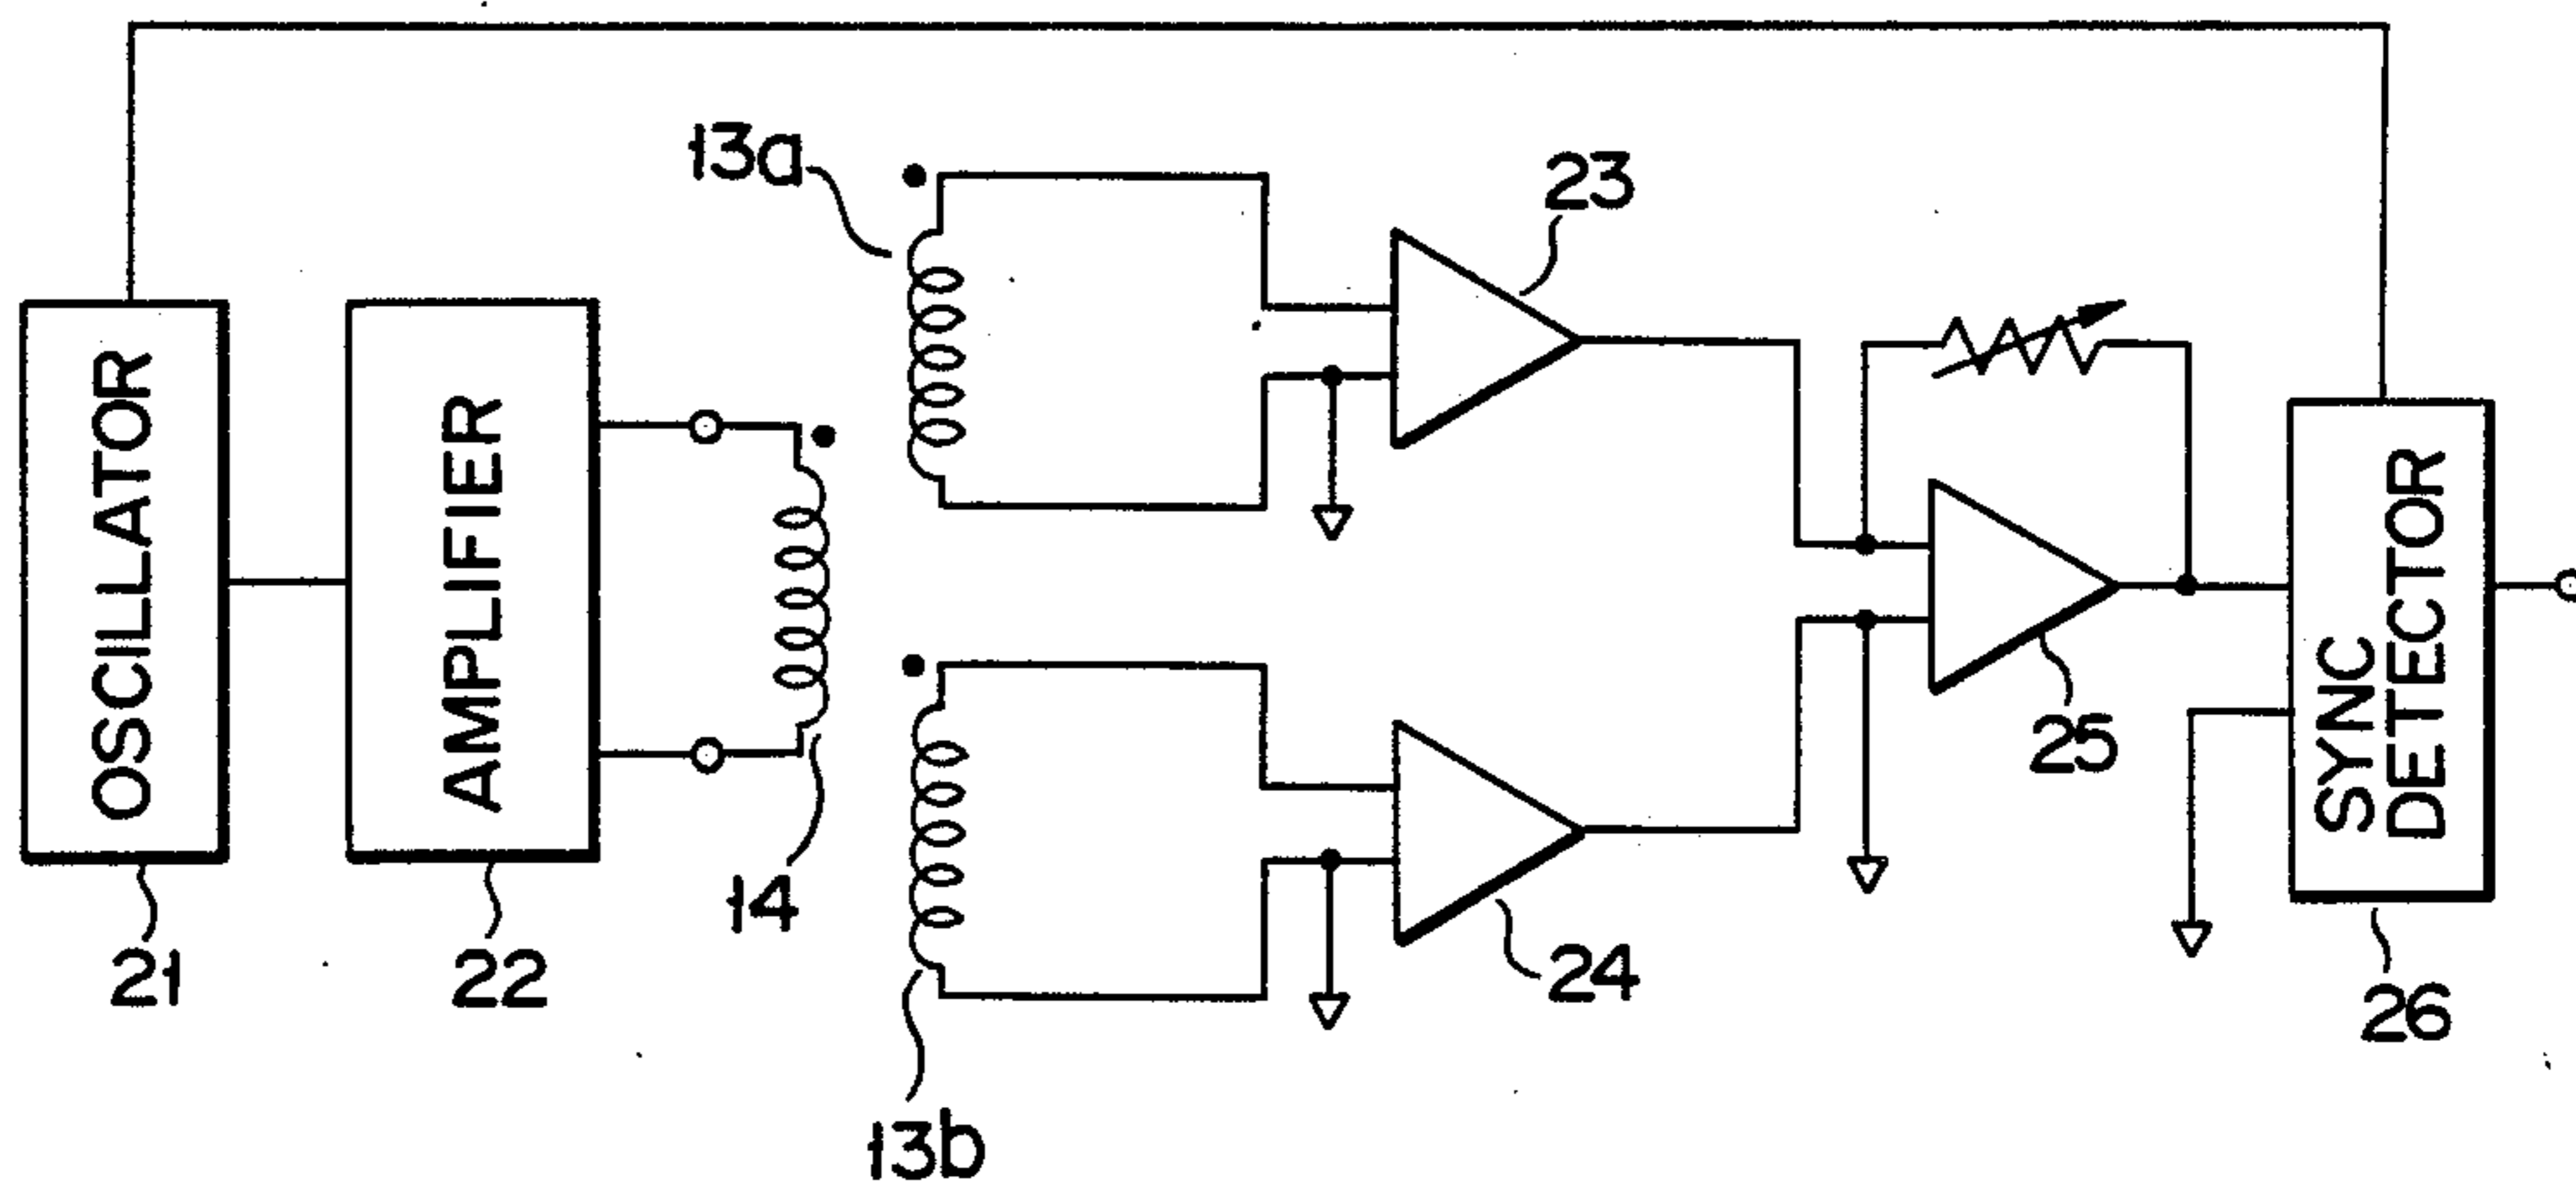 13a
23
OSCILLATOR
AMPLIFIER
SYNC
DETECTOR
25
14
21
22
24
26
13b